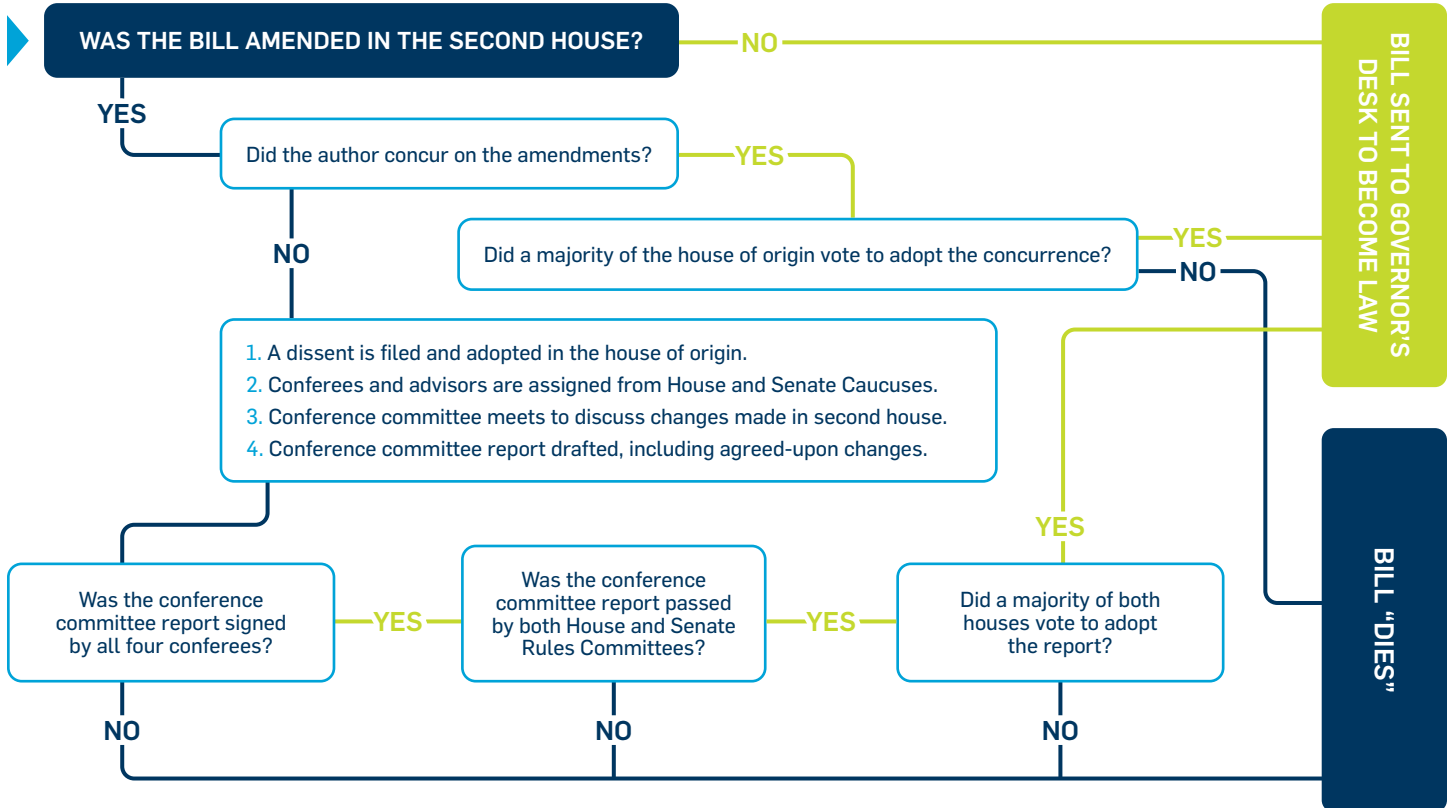 WAS THE BILL AMENDED IN THE SECOND HOUSE?
NO
YES
BILL SENT TO GOVERNOR'S
DESK TO BECOME LAW
Did the author concur on the amendments?
YES
NO
Did a majority of the house of origin vote to adopt the concurrence?
YES
NO
1. A dissent is filed and adopted in the house of origin.
2. Conferees and advisors are assigned from House and Senate Caucuses.
3. Conference committee meets to discuss changes made in second house.
4. Conference committee report drafted, including agreed-upon changes.
Was the conference
committee report signed
by all four conferees?
YES
NO
Was the conference
committee report passed
by both House and Senate
Rules Committees?
YES
NO
Did a majority of both
houses vote to adopt
the report?
YES
NO
BILL “DIES”